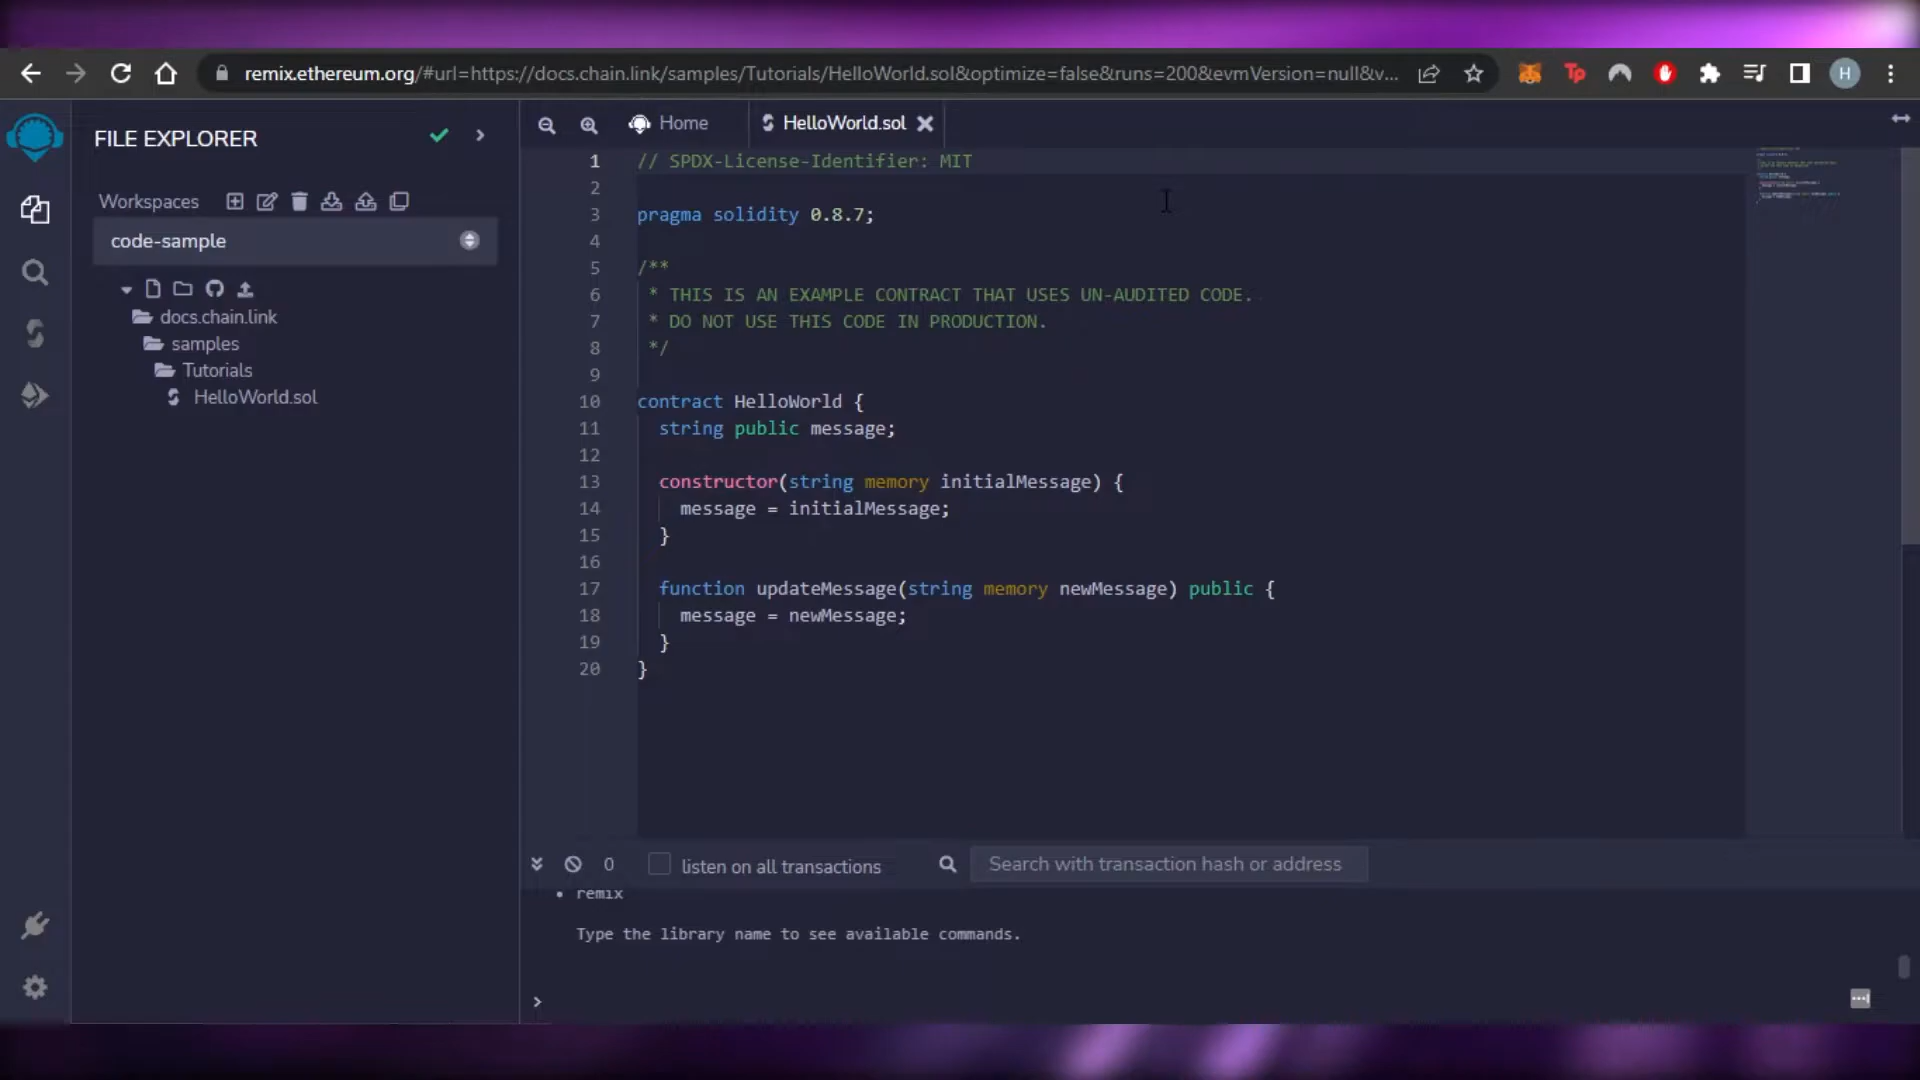 remix.ethereum.org/#url=https://docs.chain.link/samples/Tutorials/HelloWorld.sol&optimize=false&runs=200&evmVersion=null&v...
Tp
H
FILE EXPLORER
Home
HelloWorld.sol
Workspaces
code-sample
docs.chain.link
samples
Tutorials
HelloWorld.sol
1 // SPDX-License-Identifier: MIT
2
3 pragma solidity 0.8.7;
4
5 /**
6 * THIS IS AN EXAMPLE CONTRACT THAT USES UN-AUDITED CODE.
7 * DO NOT USE THIS CODE IN PRODUCTION.
8 */
9
10 contract HelloWorld {
11 string public message;
12
13 constructor(string memory initialMessage) {
14 message = initialMessage;
15 }
16
17 function updateMessage(string memory newMessage) public {
18 message = newMessage;
19 }
20 }
0 listen on all transactions Search with transaction hash or address
• remix
Type the library name to see available commands.
>